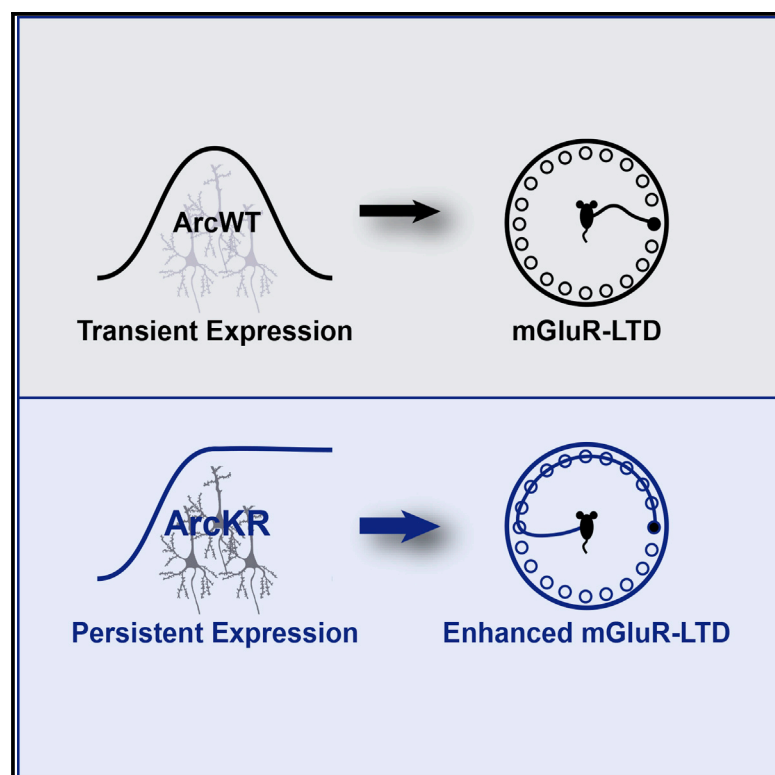 ArcWT
Transient Expression
mGluR-LTD
ArcKR
Persistent Expression
Enhanced mGluR-LTD